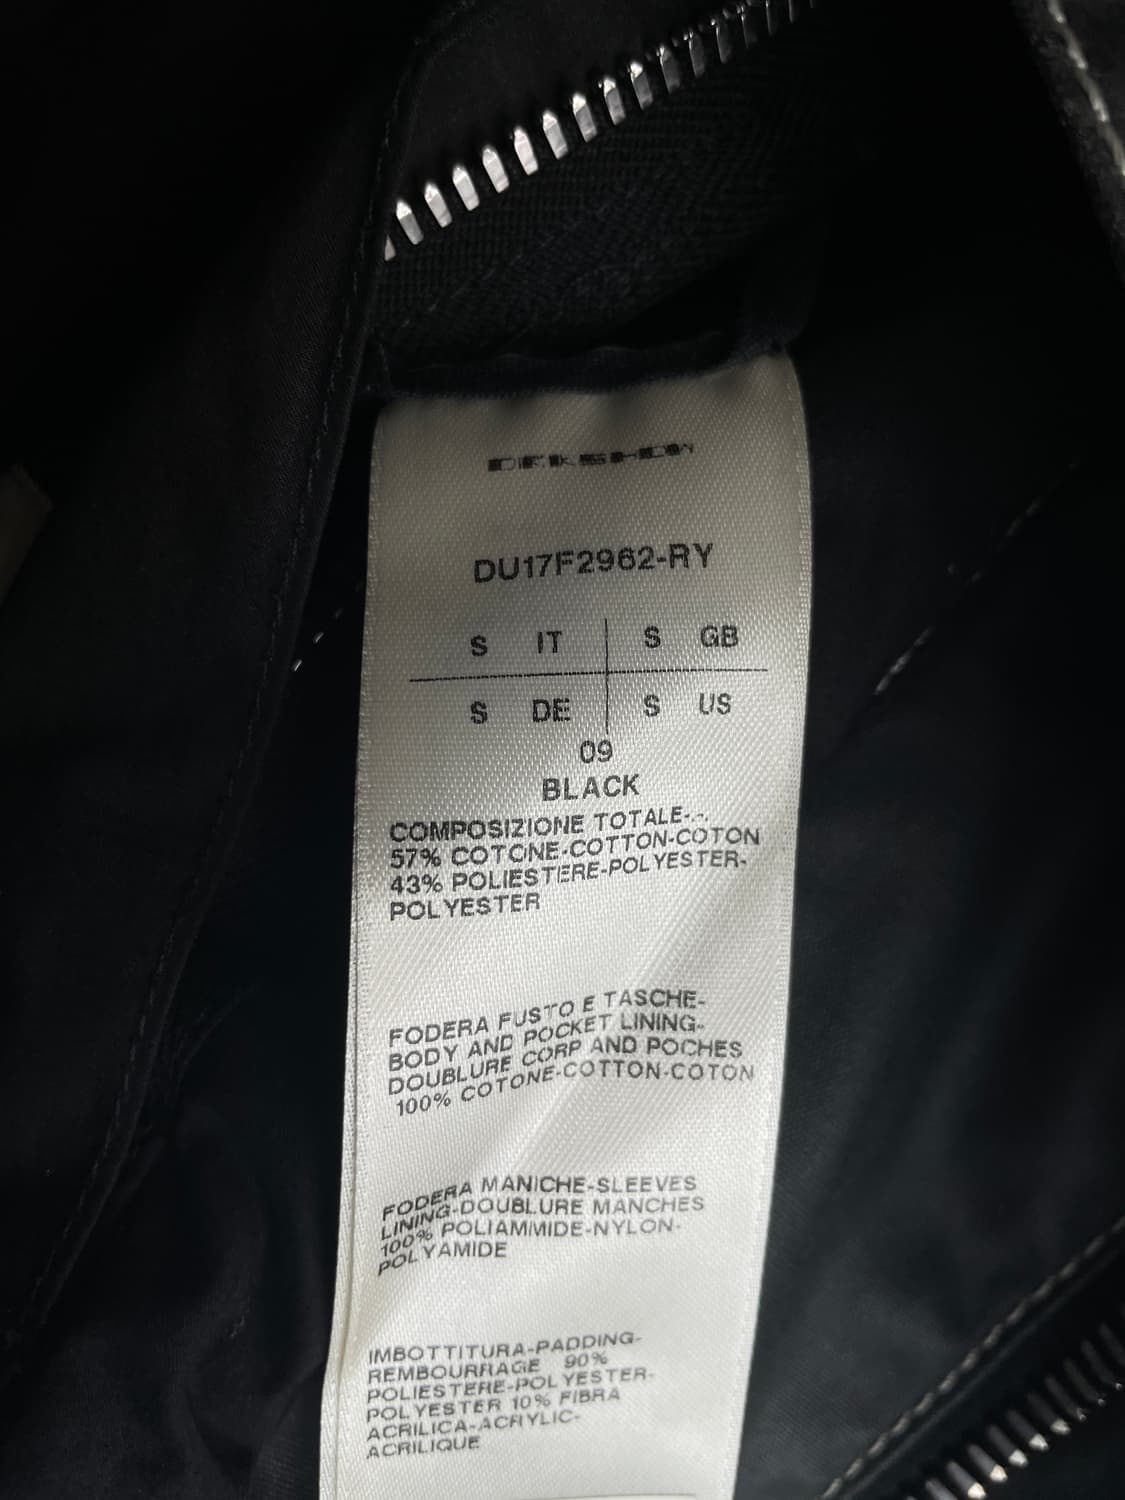 DRKSHDW
DU17F2962-RY
S IT S GB
S DE S US
09
BLACK
COMPOSIZIONE TOTALE-.-
57% COTONE-COTTON-COTON
43% POLIESTERE-POLYESTER-
POLYESTER
FODERA FUSTO E TASCHE-
BODY AND POCKET LINING-
DOUBLURE CORP AND POCHES
100% COTONE-COTTON-COTON
FODERA MANICHE-SLEEVES
LINING-DOUBLURE MANCHES
100% POLIAMMIDE-NYLON-
POLYAMIDE
IMBOTTITURA-PADDING-
REMBOURRAGE 90%
POLIESTERE-POLYESTER-
POLYESTER 10% FIBRA
ACRILICA-ACRYLIC-
ACRILIQUE